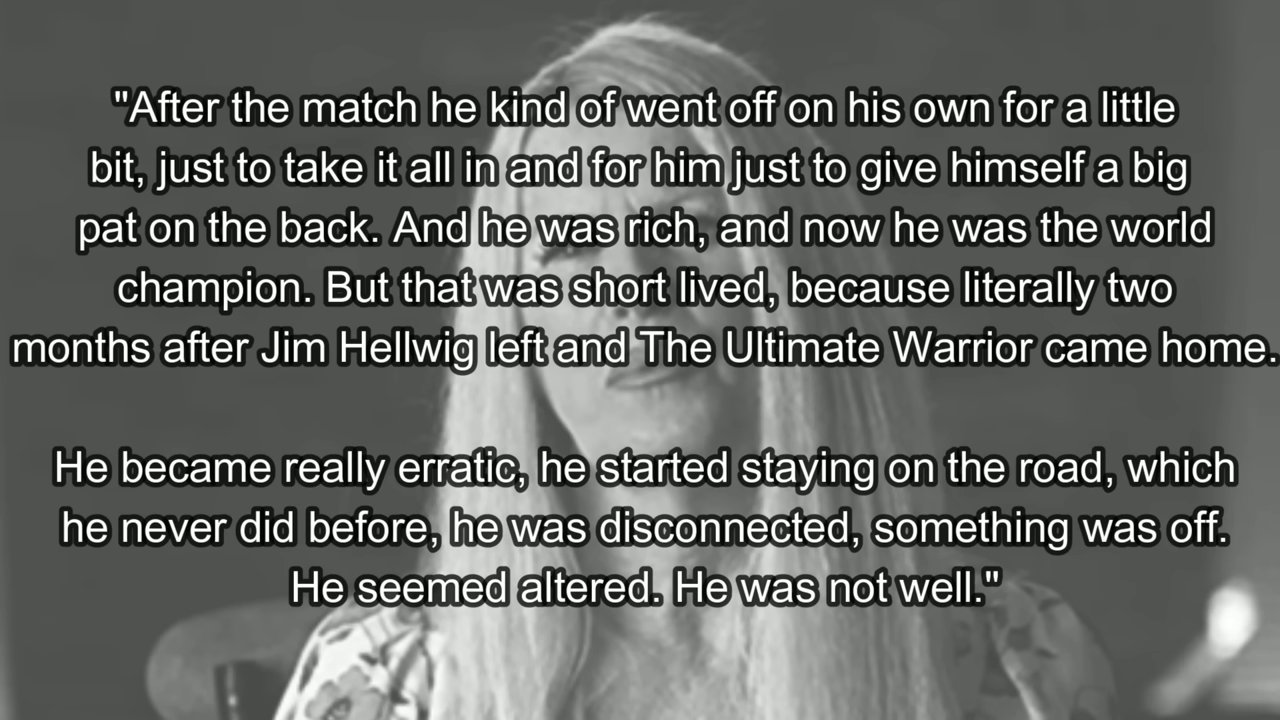 "After the match he kind of went off on his own for a little
bit, just to take it all in and for him just to give himself a big
pat on the back. And he was rich, and now he was the world
champion. But that was short lived, because literally two
months after Jim Hellwig left and The Ultimate Warrior came home.
He became really erratic, he started staying on the road, which
he never did before, he was disconnected, something was off.
He seemed altered. He was not well."